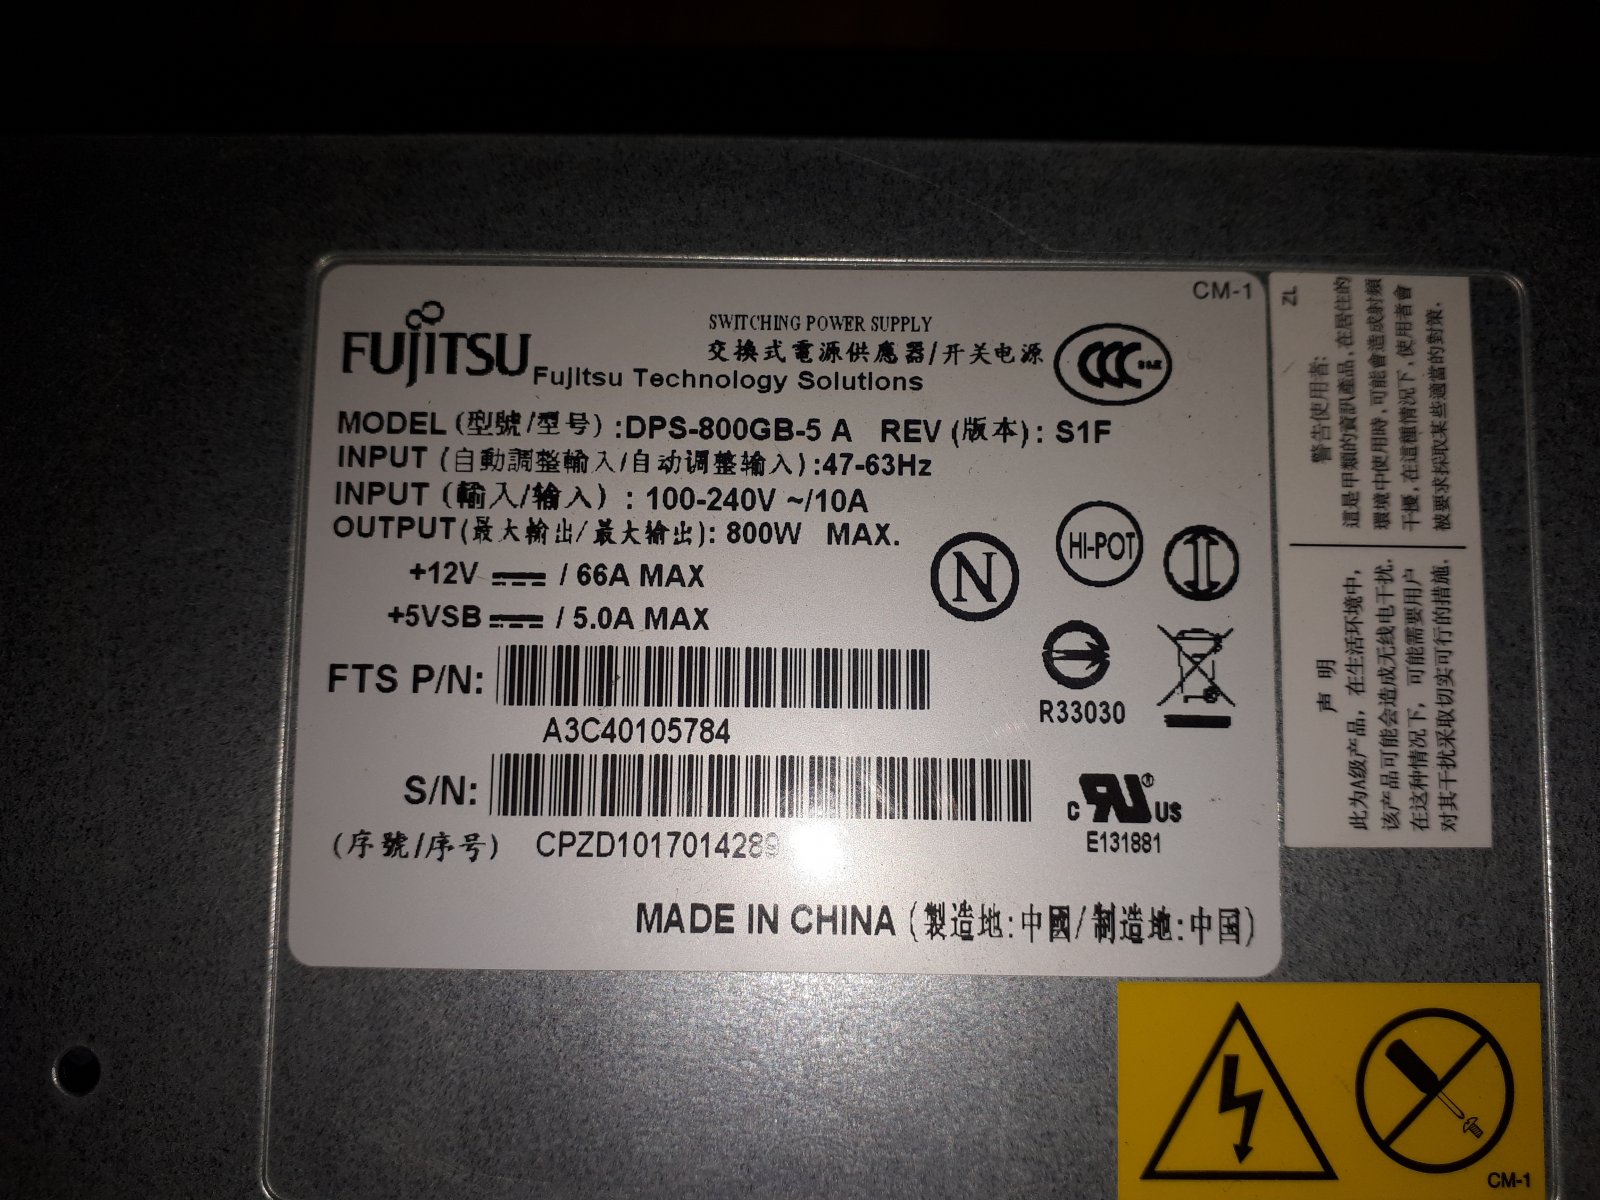 CM-1
FUJITSU
SWITCHING POWER SUPPLY
交換式電源供應器/开关电源
Fujitsu Technology Solutions
MODEL (型號/型号) :DPS-800GB-5 A REV (版本) : S1F
INPUT (自動調整輸入/自动调整输入) :47-63Hz
INPUT (輸入/输入) : 100-240V ~/10A
OUTPUT(最大輸出/最大输出): 800W MAX.
+12V ⎓ / 66A MAX
+5VSB ⎓ / 5.0A MAX
N
HI-POT
FTS P/N:
A3C40105784
R33030
S/N:
(序號/序号) CPZD1017014289
c RU ® US
E131881
MADE IN CHINA (製造地:中國/制造地:中国)
ZL
警告使用者:
這是甲類的資訊產品,在居住的
環境中使用時,可能會造成射頻
干擾,在這種情況下,使用者會
被要求採取某些適當的對策.
声 明
此为A级产品, 在生活环境中,
该产品可能会造成无线电干扰.
在这种情况下, 可能需要用户
对其干扰采取切实可行的措施.
CM-1